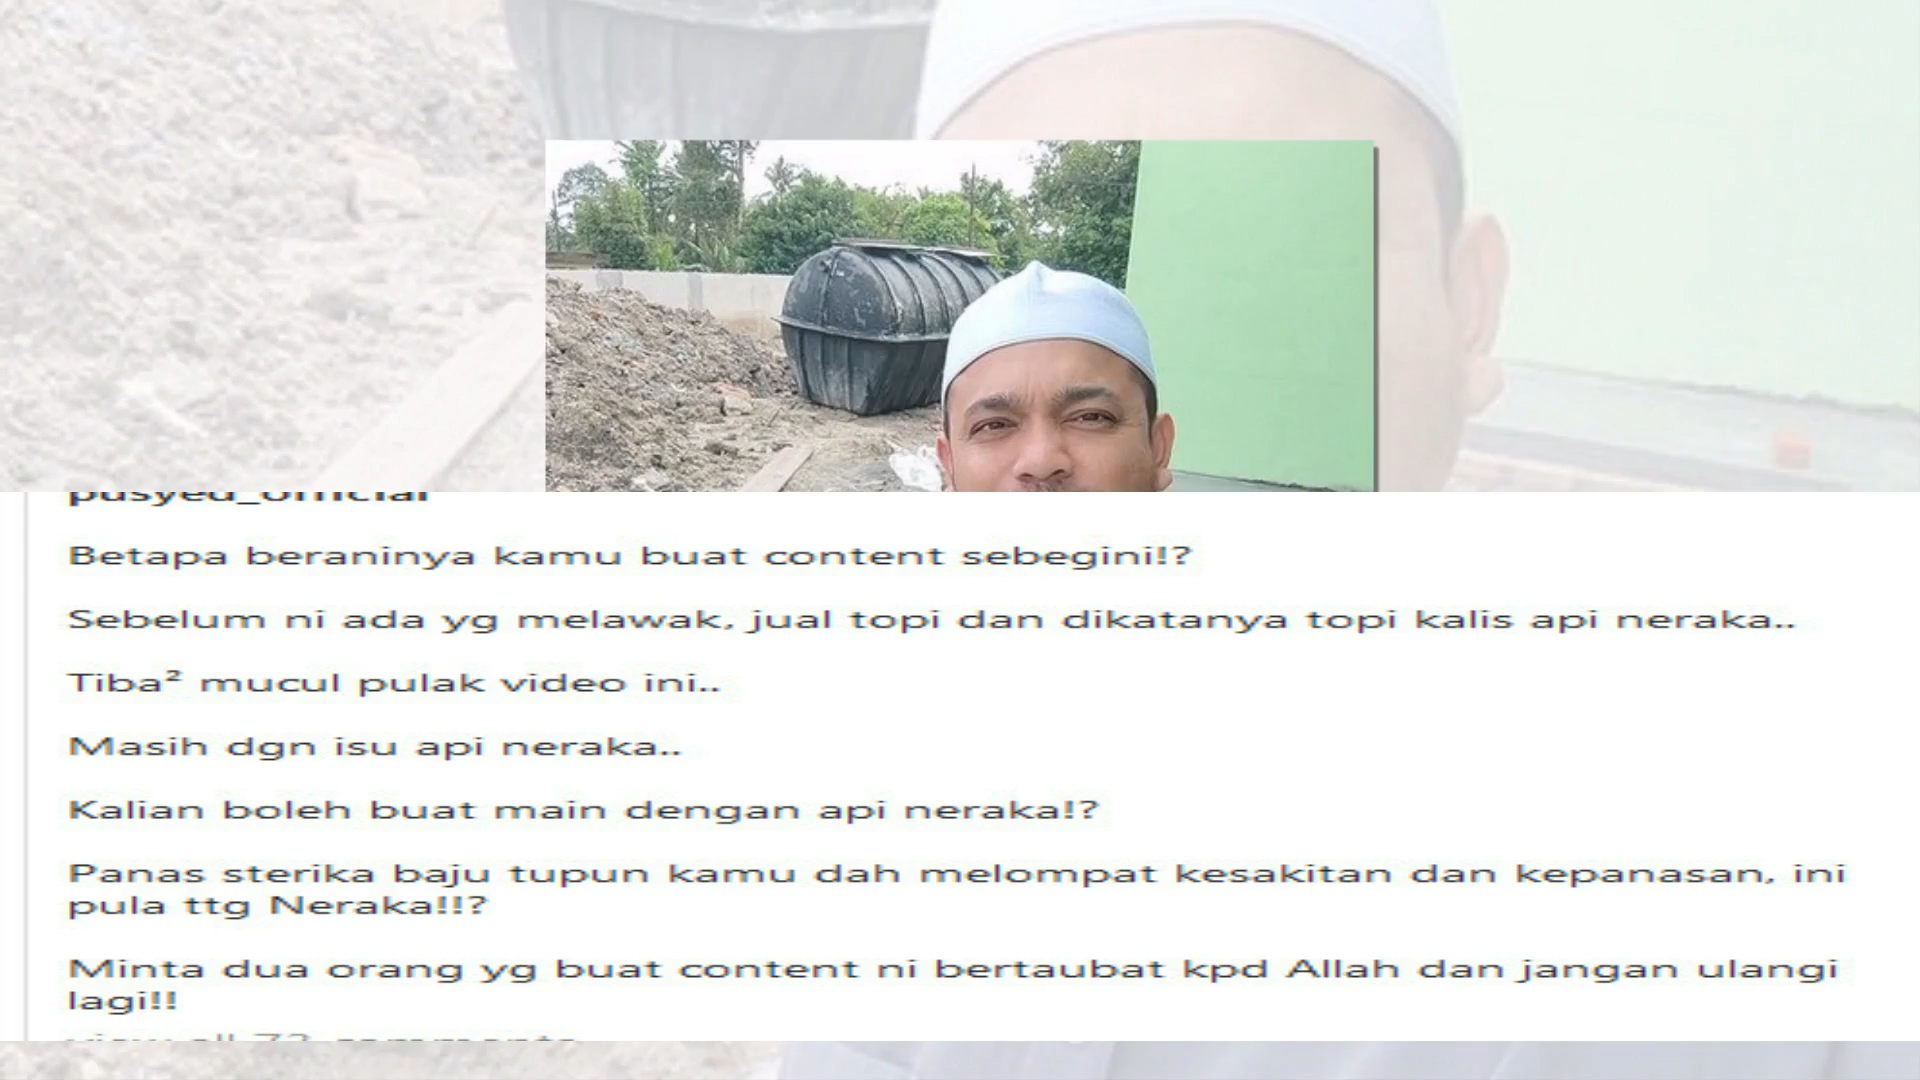 Betapa beraninya kamu buat content sebegini!?
Sebelum ni ada yg melawak, jual topi dan dikatanya topi kalis api neraka..
Tiba² mucul pulak video ini..
Masih dgn isu api neraka..
Kalian boleh buat main dengan api neraka!?
Panas sterika baju tupun kamu dah melompat kesakitan dan kepanasan, ini
pula ttg Neraka!!?
Minta dua orang yg buat content ni bertaubat kpd Allah dan jangan ulangi
lagi!!